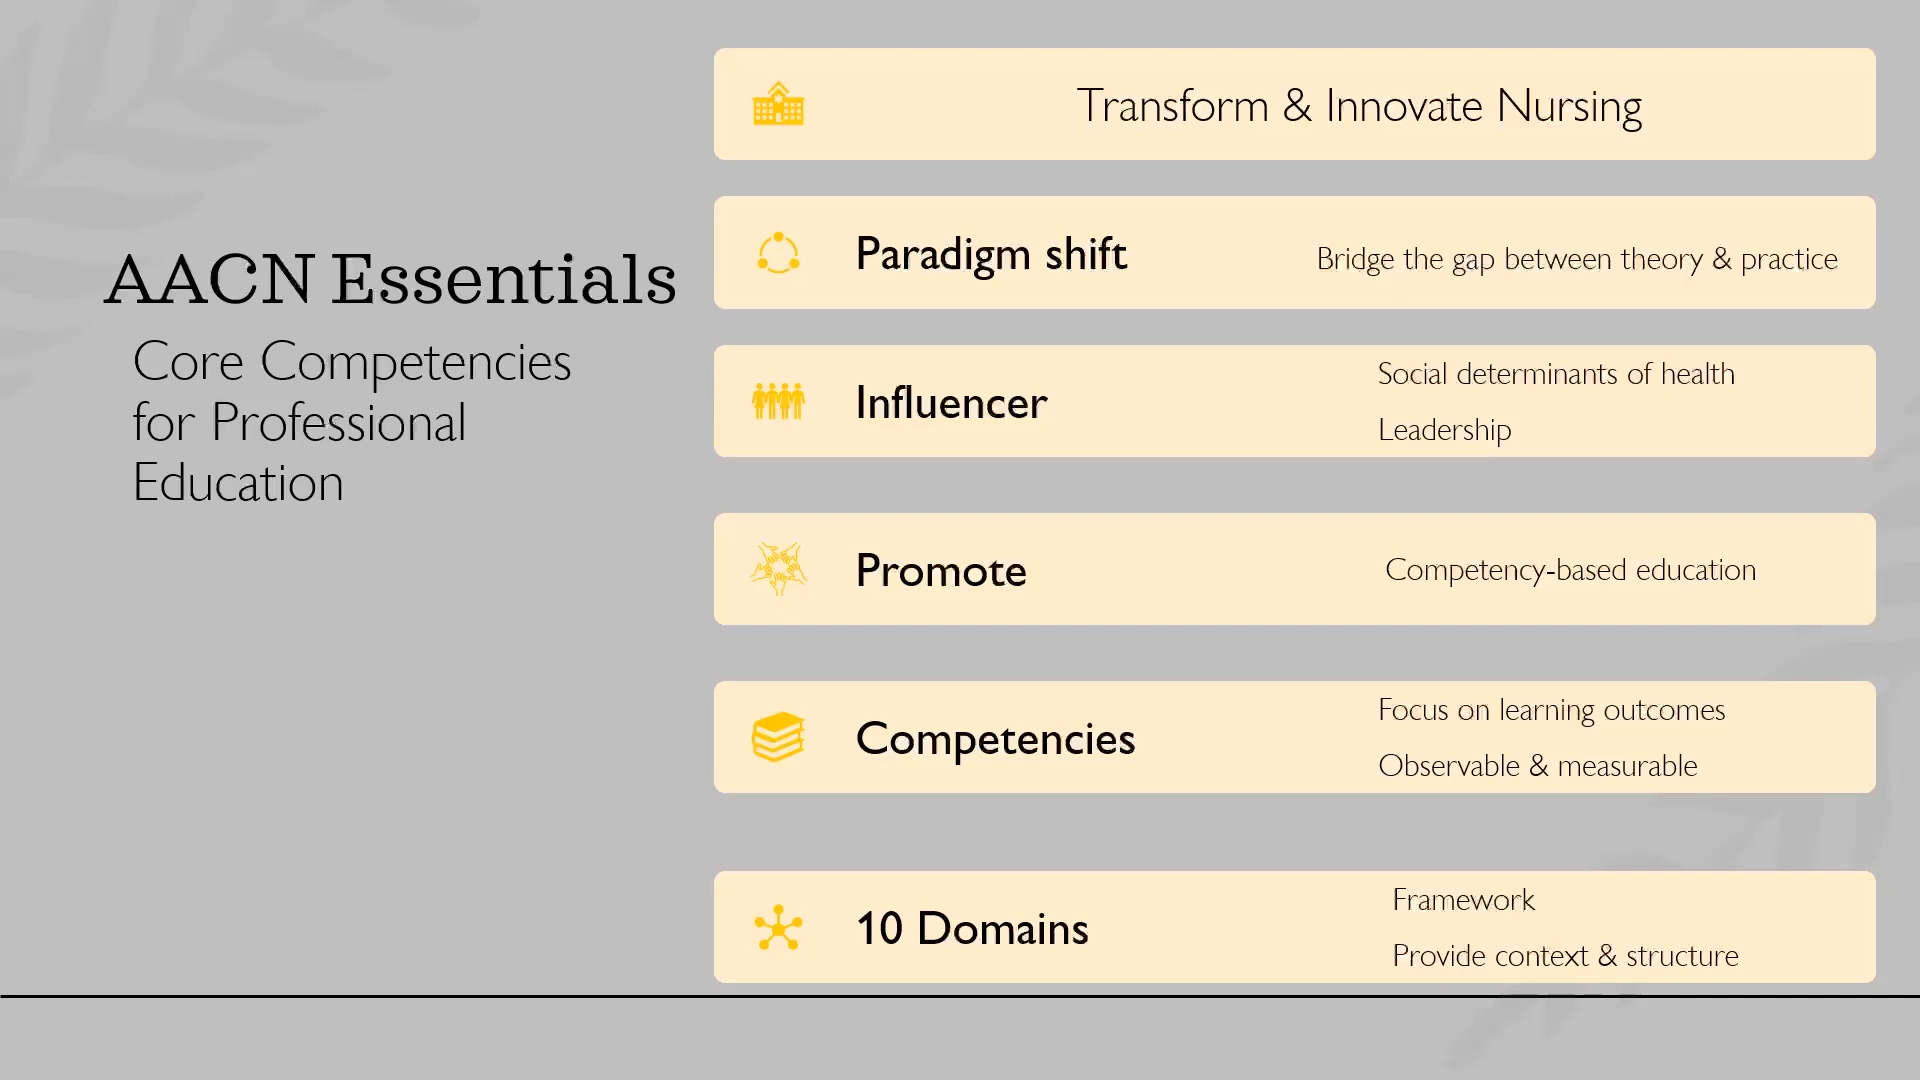 AACN Essentials
Core Competencies
for Professional
Education
Transform & Innovate Nursing
Paradigm shift
Bridge the gap between theory & practice
Influencer
Social determinants of health
Leadership
Promote
Competency-based education
Competencies
Focus on learning outcomes
Observable & measurable
10 Domains
Framework
Provide context & structure